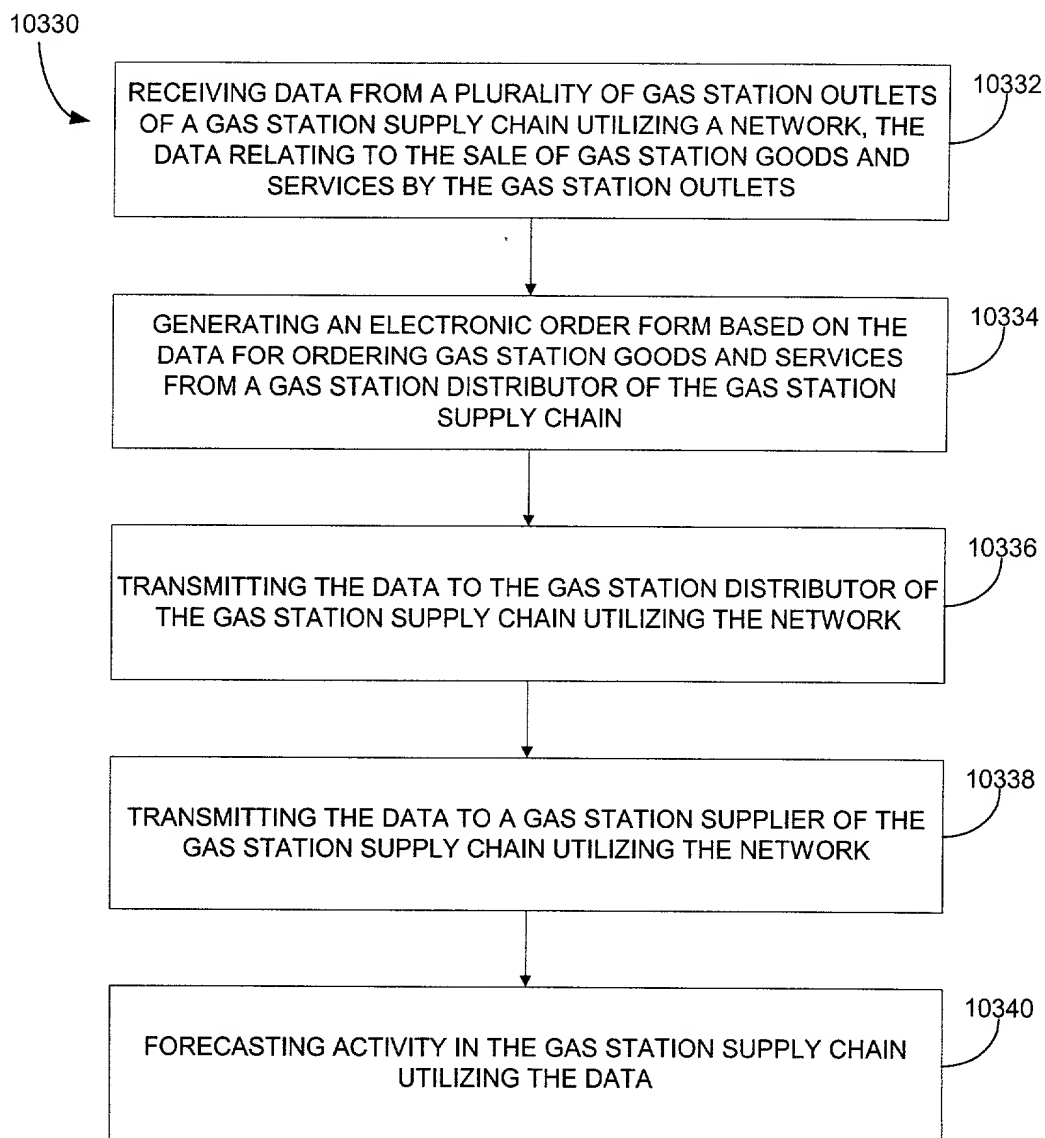 10330
RECEIVING DATA FROM A PLURALITY OF GAS STATION OUTLETS
OF A GAS STATION SUPPLY CHAIN UTILIZING A NETWORK, THE
DATA RELATING TO THE SALE OF GAS STATION GOODS AND
SERVICES BY THE GAS STATION OUTLETS
10332
GENERATING AN ELECTRONIC ORDER FORM BASED ON THE
DATA FOR ORDERING GAS STATION GOODS AND SERVICES
FROM A GAS STATION DISTRIBUTOR OF THE GAS STATION
SUPPLY CHAIN
10334
TRANSMITTING THE DATA TO THE GAS STATION DISTRIBUTOR OF
THE GAS STATION SUPPLY CHAIN UTILIZING THE NETWORK
10336
TRANSMITTING THE DATA TO A GAS STATION SUPPLIER OF THE
GAS STATION SUPPLY CHAIN UTILIZING THE NETWORK
10338
FORECASTING ACTIVITY IN THE GAS STATION SUPPLY CHAIN
UTILIZING THE DATA
10340